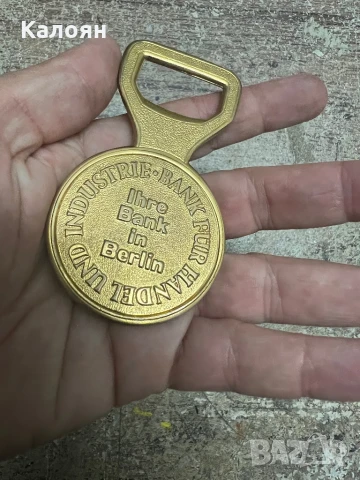 Калоян
BANK FÜR HANDEL UND INDUSTRIE ·
Ihre
Bank
in
Berlin
BAZAR